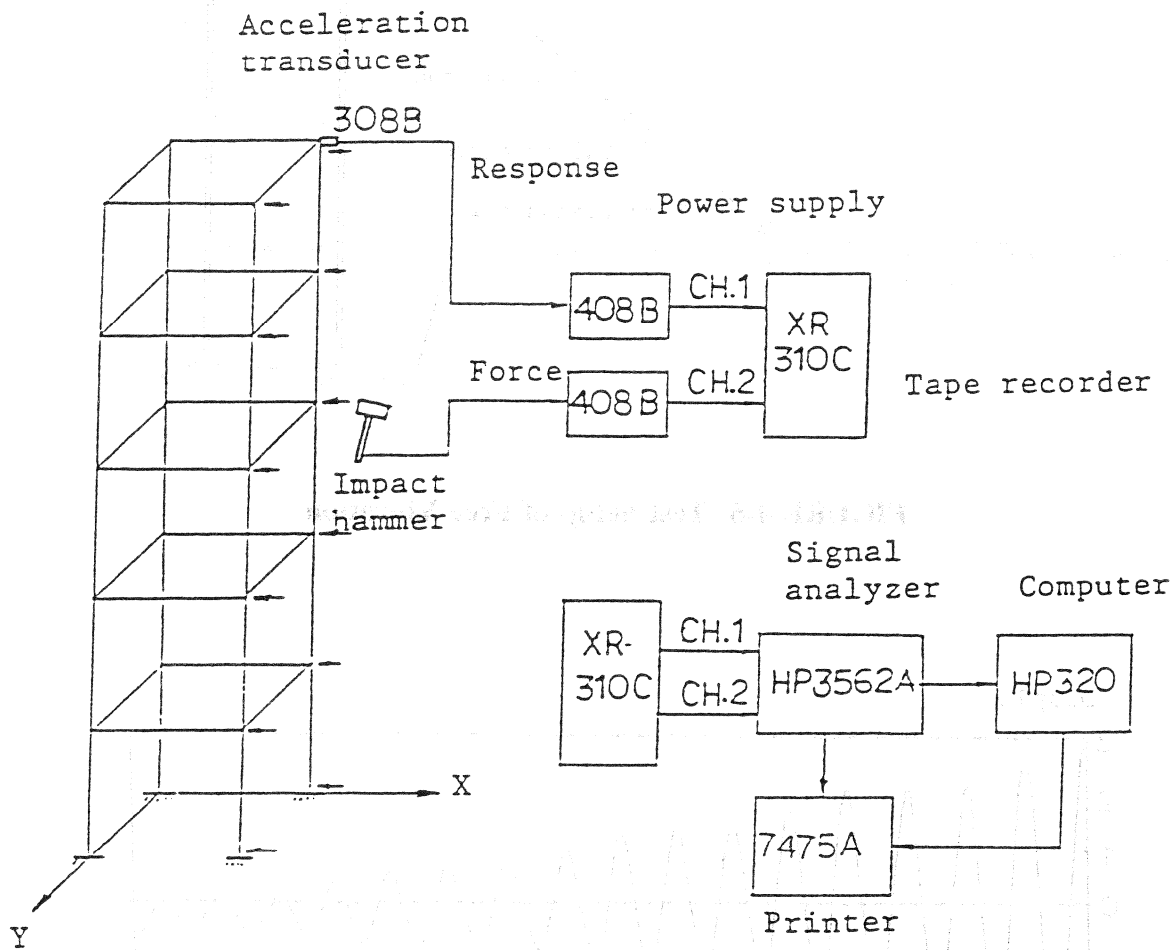 Acceleration
transducer
308B
Response
Power supply
408B
CH.1
XR
310C
Force
408B
CH.2
Tape recorder
Impact
hammer
Signal
analyzer
Computer
XR-
310C
CH.1
CH.2
HP3562A
HP320
X
7475A
Printer
Y